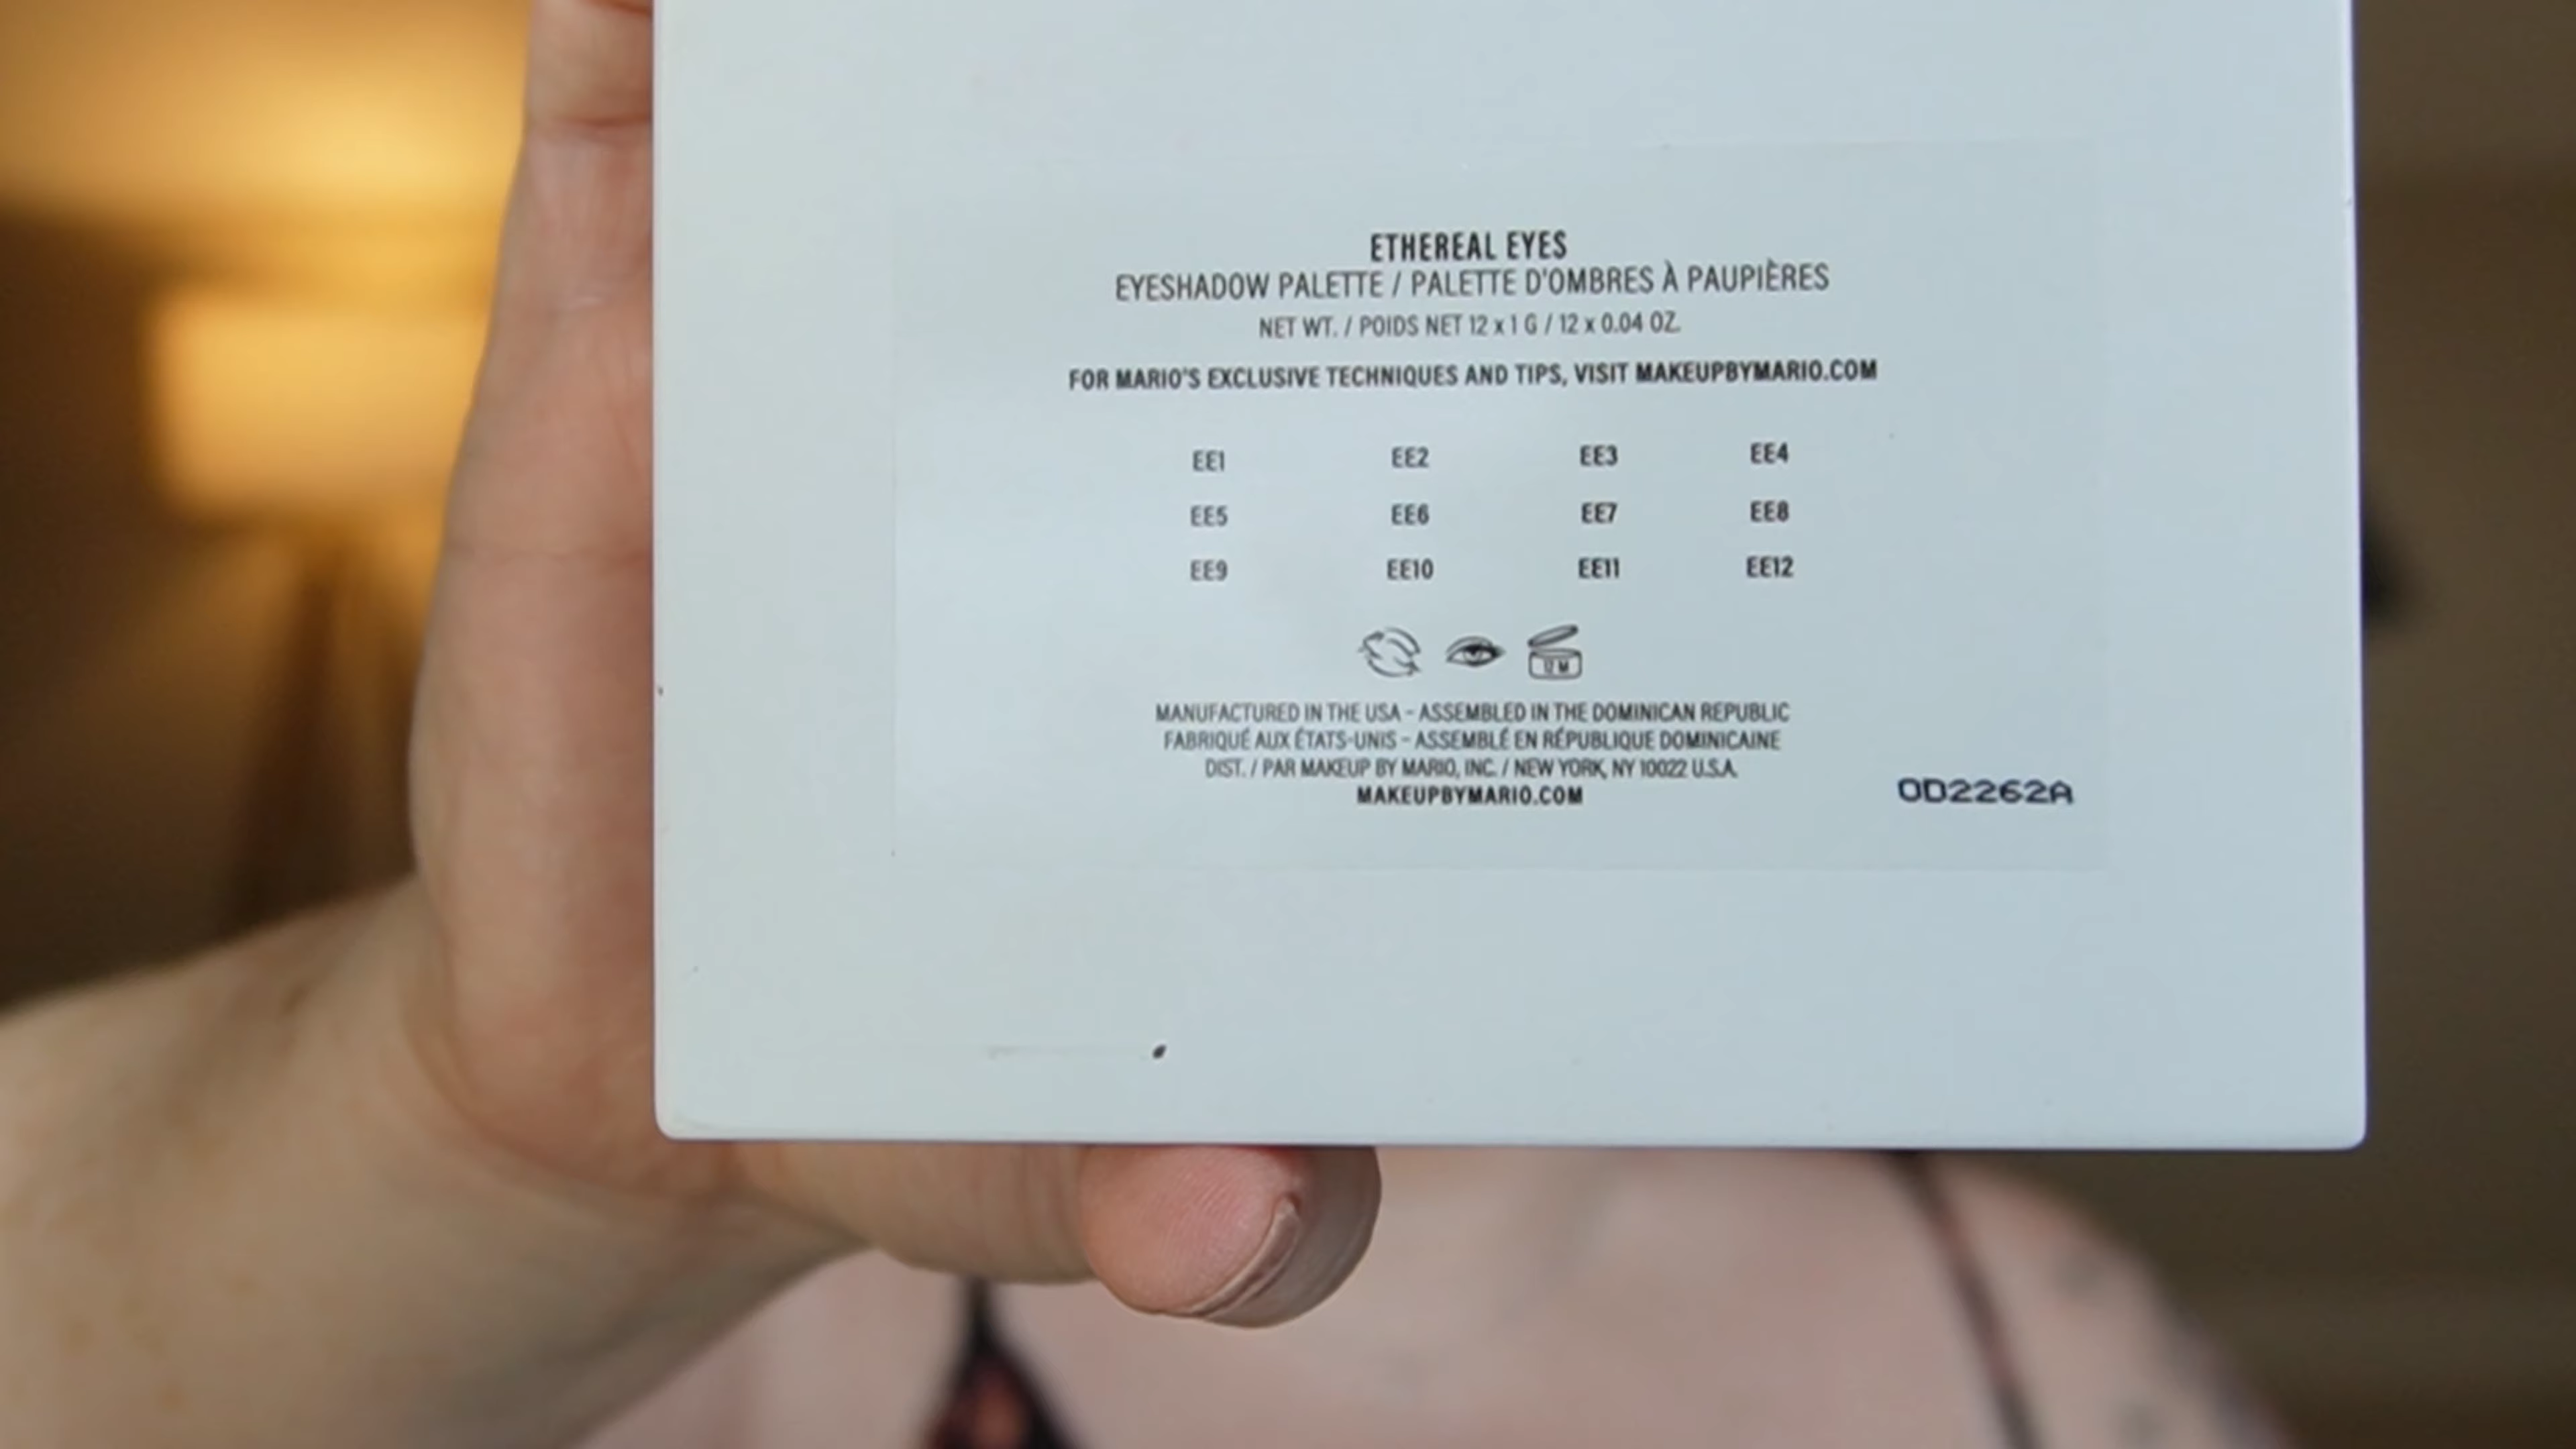 ETHEREAL EYES
EYESHADOW PALETTE / PALETTE D'OMBRES À PAUPIÈRES
NET WT. / POIDS NET 12 x 1 G / 12 x 0.04 OZ.
FOR MARIO'S EXCLUSIVE TECHNIQUES AND TIPS, VISIT MAKEUPBYMARIO.COM
EE1 EE2 EE3 EE4
EE5 EE6 EE7 EE8
EE9 EE10 EE11 EE12
12 M
MANUFACTURED IN THE USA - ASSEMBLED IN THE DOMINICAN REPUBLIC
FABRIQUÉ AUX ÉTATS-UNIS - ASSEMBLÉ EN RÉPUBLIQUE DOMINICAINE
DIST. / PAR MAKEUP BY MARIO, INC. / NEW YORK, NY 10022 U.S.A.
MAKEUPBYMARIO.COM
0D2262A